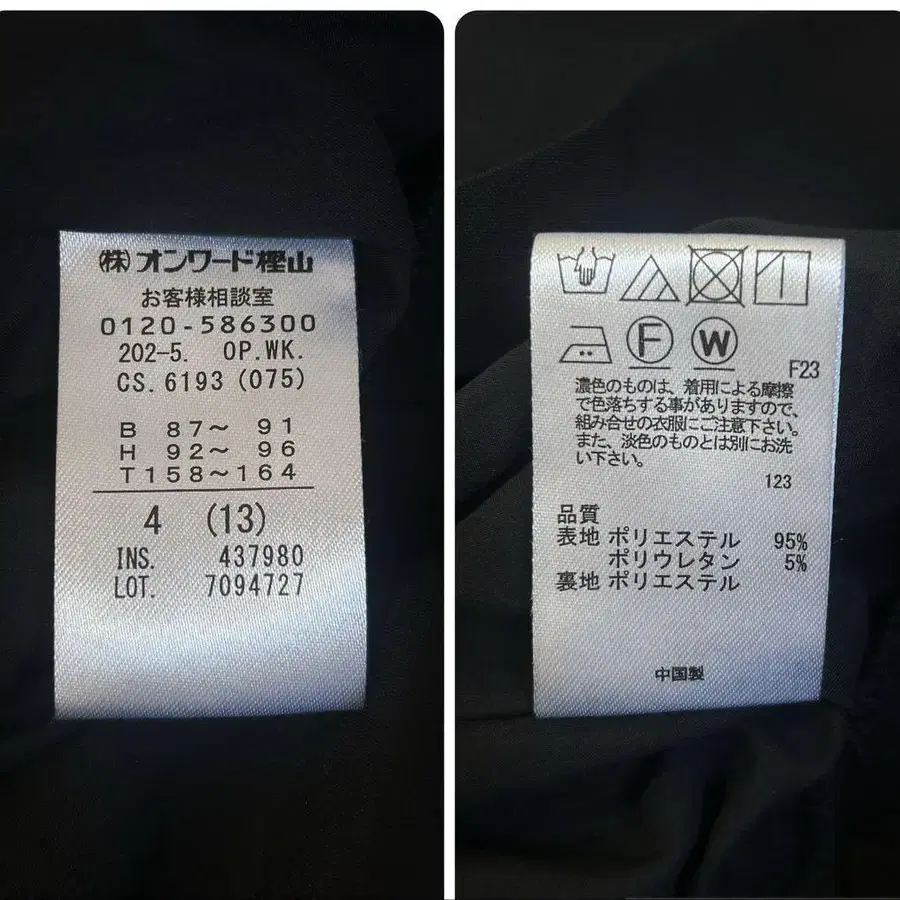 ㈱オンワード樫山
お客様相談室
0120-586300
202-5. OP.WK.
CS.6193(075)
B 87～ 91
H 92～ 96
T158～164
4 (13)
INS. 437980
LOT. 7094727
F
W
F23
濃色のものは、着用による摩擦
で色落ちする事がありますので、
組み合せの衣服にご注意下さい。
また、淡色のものとは別にお洗
い下さい。
123
品質
表地 ポリエステル 95%
ポリウレタン 5%
裏地 ポリエステル
中国製